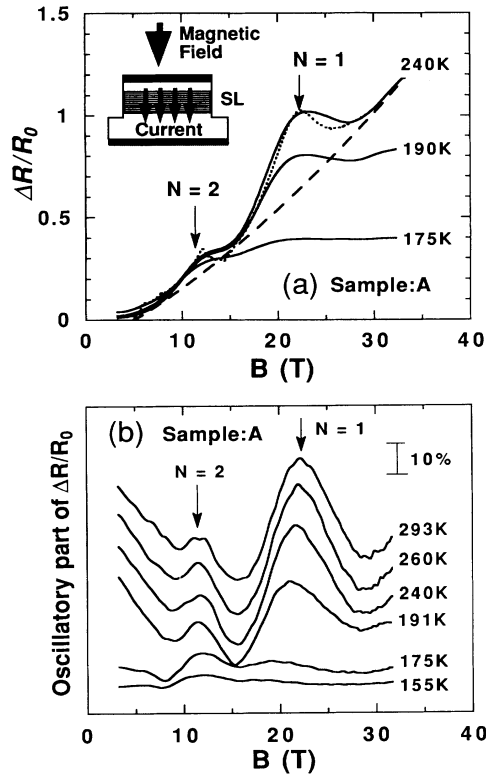 Magnetic
Field
SL
Current
N = 1
N = 2
240K
190K
175K
(a) Sample:A
ΔR/R0
1.5
1
0.5
0
0 10 20 30 40
B (T)
(b) Sample:A
N = 1
N = 2
10%
293K
260K
240K
191K
175K
155K
Oscillatory part of ΔR/R0
0 10 20 30 40
B (T)